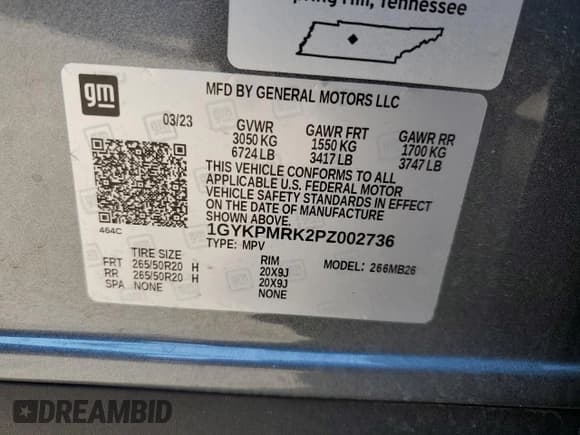 Spring Hill, Tennessee
gm
MFD BY GENERAL MOTORS LLC
03/23 GVWR GAWR FRT GAWR RR
3050 KG 1550 KG 1700 KG
6724 LB 3417 LB 3747 LB
THIS VEHICLE CONFORMS TO ALL
APPLICABLE U.S. FEDERAL MOTOR
VEHICLE SAFETY STANDARDS IN EFFECT
ON THE DATE OF MANUFACTURE
SHOWN ABOVE.
464C
1GYKPMRK2PZ002736
TYPE: MPV
TIRE SIZE RIM MODEL: 266MB26
FRT 265/50R20 H 20X9J
RR 265/50R20 H 20X9J
SPA NONE NONE
DREAMBID